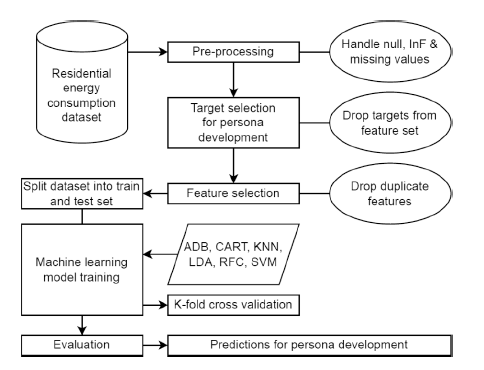 Residential
energy
consumption
dataset
Pre-processing
Handle null, InF &
missing values
Target selection
for persona
development
Drop targets from
feature set
Split dataset into train
and test set
Feature selection
Drop duplicate
features
Machine learning
model training
ADB, CART, KNN,
LDA, RFC, SVM
K-fold cross validation
Evaluation
Predictions for persona development